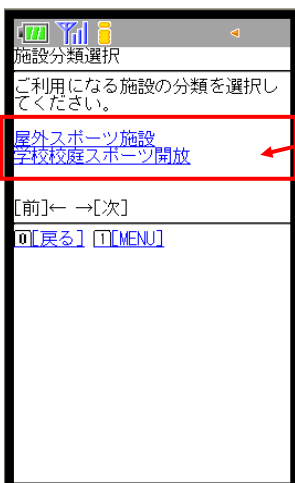 施設分類選択
ご利用になる施設の分類を選択し
てください。
屋外スポーツ施設
学校校庭スポーツ開放
[前]← →[次]
0[戻る] 1[MENU]